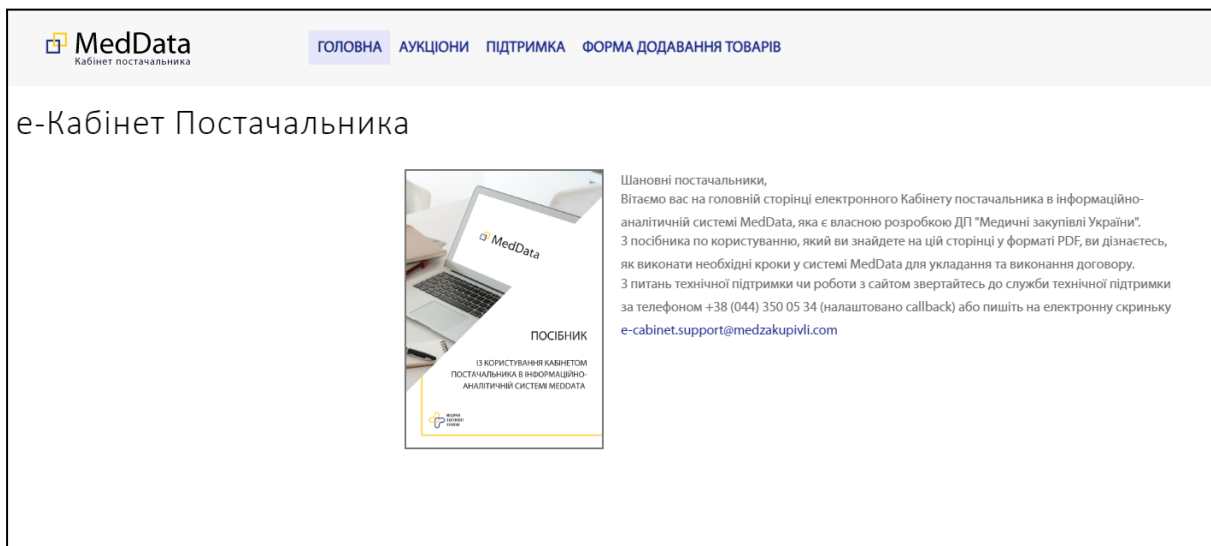 MedData
Кабінет постачальника
ГОЛОВНА АУКЦІОНИ ПІДТРИМКА ФОРМА ДОДАВАННЯ ТОВАРІВ
е-Кабінет Постачальника
MedData
ПОСІБНИК
ІЗ КОРИСТУВАННЯ КАБІНЕТОМ
ПОСТАЧАЛЬНИКА В ІНФОРМАЦІЙНО-
АНАЛІТИЧНІЙ СИСТЕМІ MEDDATA
МЕДИЧНІ
ЗАКУПІВЛІ
УКРАЇНИ
Шановні постачальники,
Вітаємо вас на головній сторінці електронного Кабінету постачальника в інформаційно-
аналітичній системі MedData, яка є власною розробкою ДП "Медичні закупівлі України".
З посібника по користуванню, який ви знайдете на цій сторінці у форматі PDF, ви дізнаєтесь,
як виконати необхідні кроки у системі MedData для укладання та виконання договору.
З питань технічної підтримки чи роботи з сайтом звертайтесь до служби технічної підтримки
за телефоном +38 (044) 350 05 34 (налаштовано callback) або пишіть на електронну скриньку
e-cabinet.support@medzakupivli.com